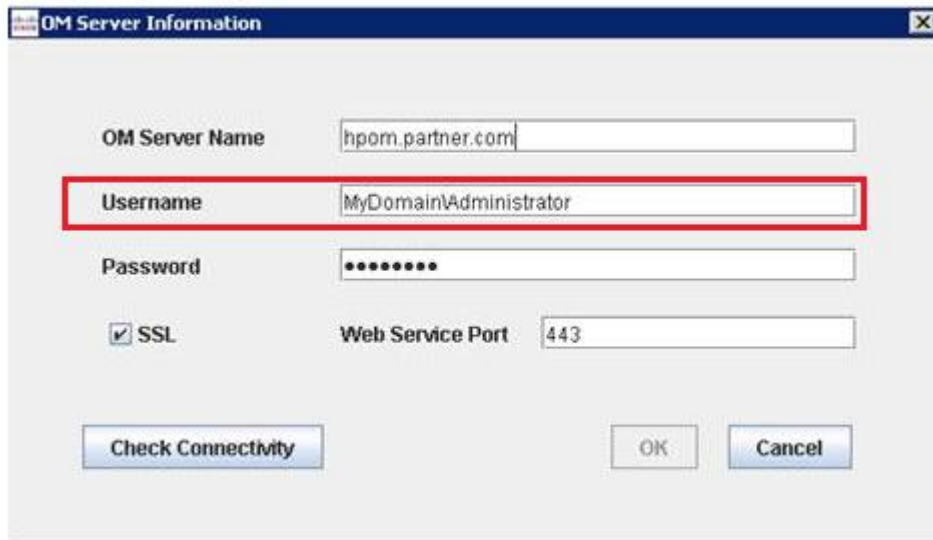 OM Server Information
OM Server Name hpom.partner.com
Username MyDomain\Administrator
Password ••••••••
SSL Web Service Port 443
Check Connectivity OK Cancel